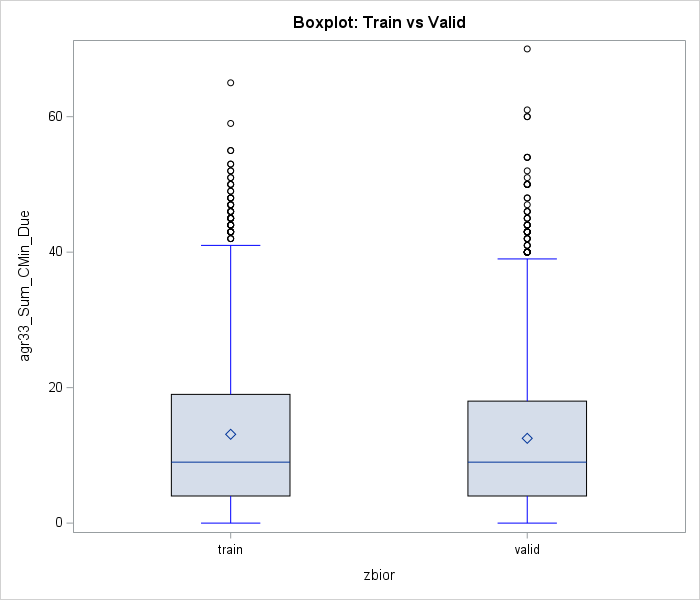 Boxplot: Train vs Valid
60
40
20
0
agr33_Sum_CMin_Due
train
valid
zbior